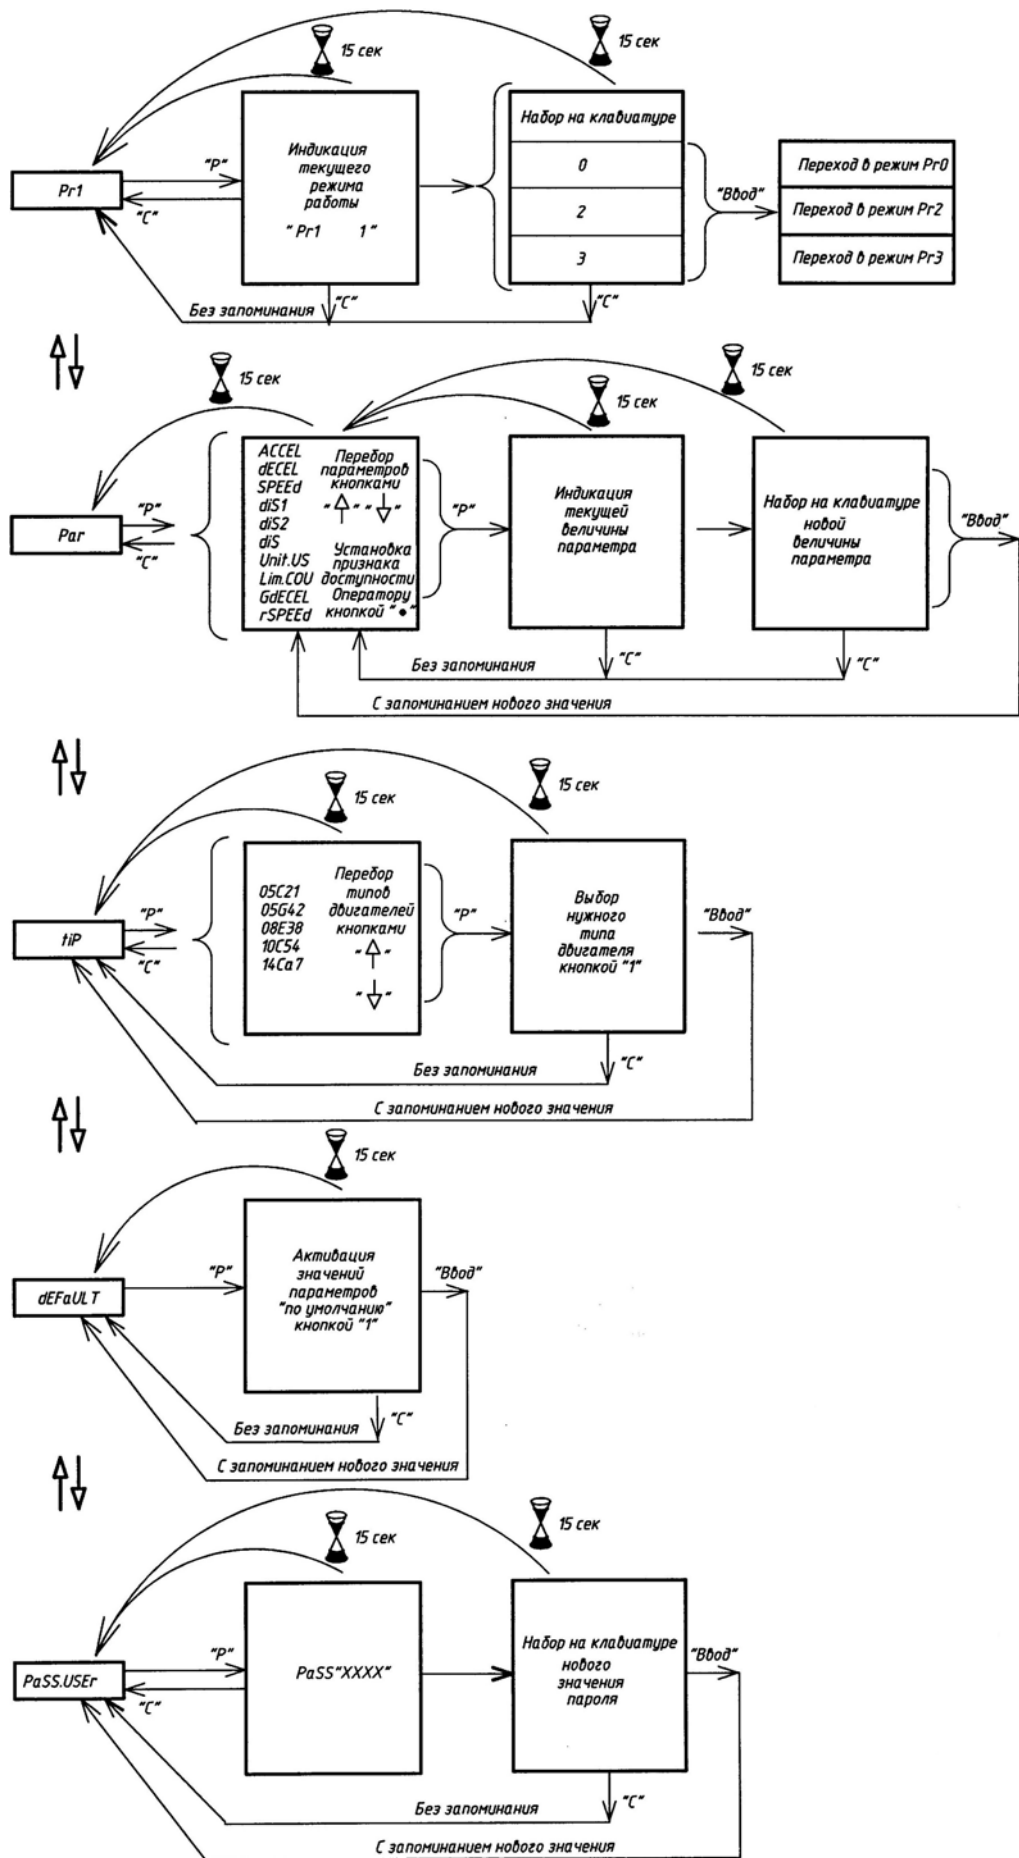 15 сек
15 сек
Pr1
"P"
"C"
Индикация
текущего
режима
работы
"Pr1 1"
Набор на клавиатуре
0
2
3
"Ввод"
Переход в режим Pr0
Переход в режим Pr2
Переход в режим Pr3
Без запоминания
"C"
"C"
15 сек
15 сек
15 сек
Par
"P"
"C"
ACCEL
dECEL
SPEEd
diS1
diS2
diS
Unit.US
Lim.COU
GdECEL
rSPEEd
Перебор
параметров
кнопками
" " " "
Установка
признака
доступности
Оператору
кнопкой "•"
"P"
Индикация
текущей
величины
параметра
Набор на клавиатуре
новой
величины
параметра
"Ввод"
Без запоминания
"C"
"C"
С запоминанием нового значения
15 сек
15 сек
tiP
"P"
"C"
05C21
05G42
08E38
10C54
14Ca7
Перебор
типов
двигателей
кнопками
" "
" "
"P"
Выбор
нужного
типа
двигателя
кнопкой "1"
"Ввод"
Без запоминания
"C"
С запоминанием нового значения
15 сек
dEFaULT
"P"
Активация
значений
параметров
"по умолчанию"
кнопкой "1"
"Ввод"
Без запоминания
"C"
С запоминанием нового значения
15 сек
15 сек
PaSS.USEr
"P"
"C"
PaSS"XXXX"
Набор на клавиатуре
нового
значения
пароля
"Ввод"
Без запоминания
"C"
С запоминанием нового значения